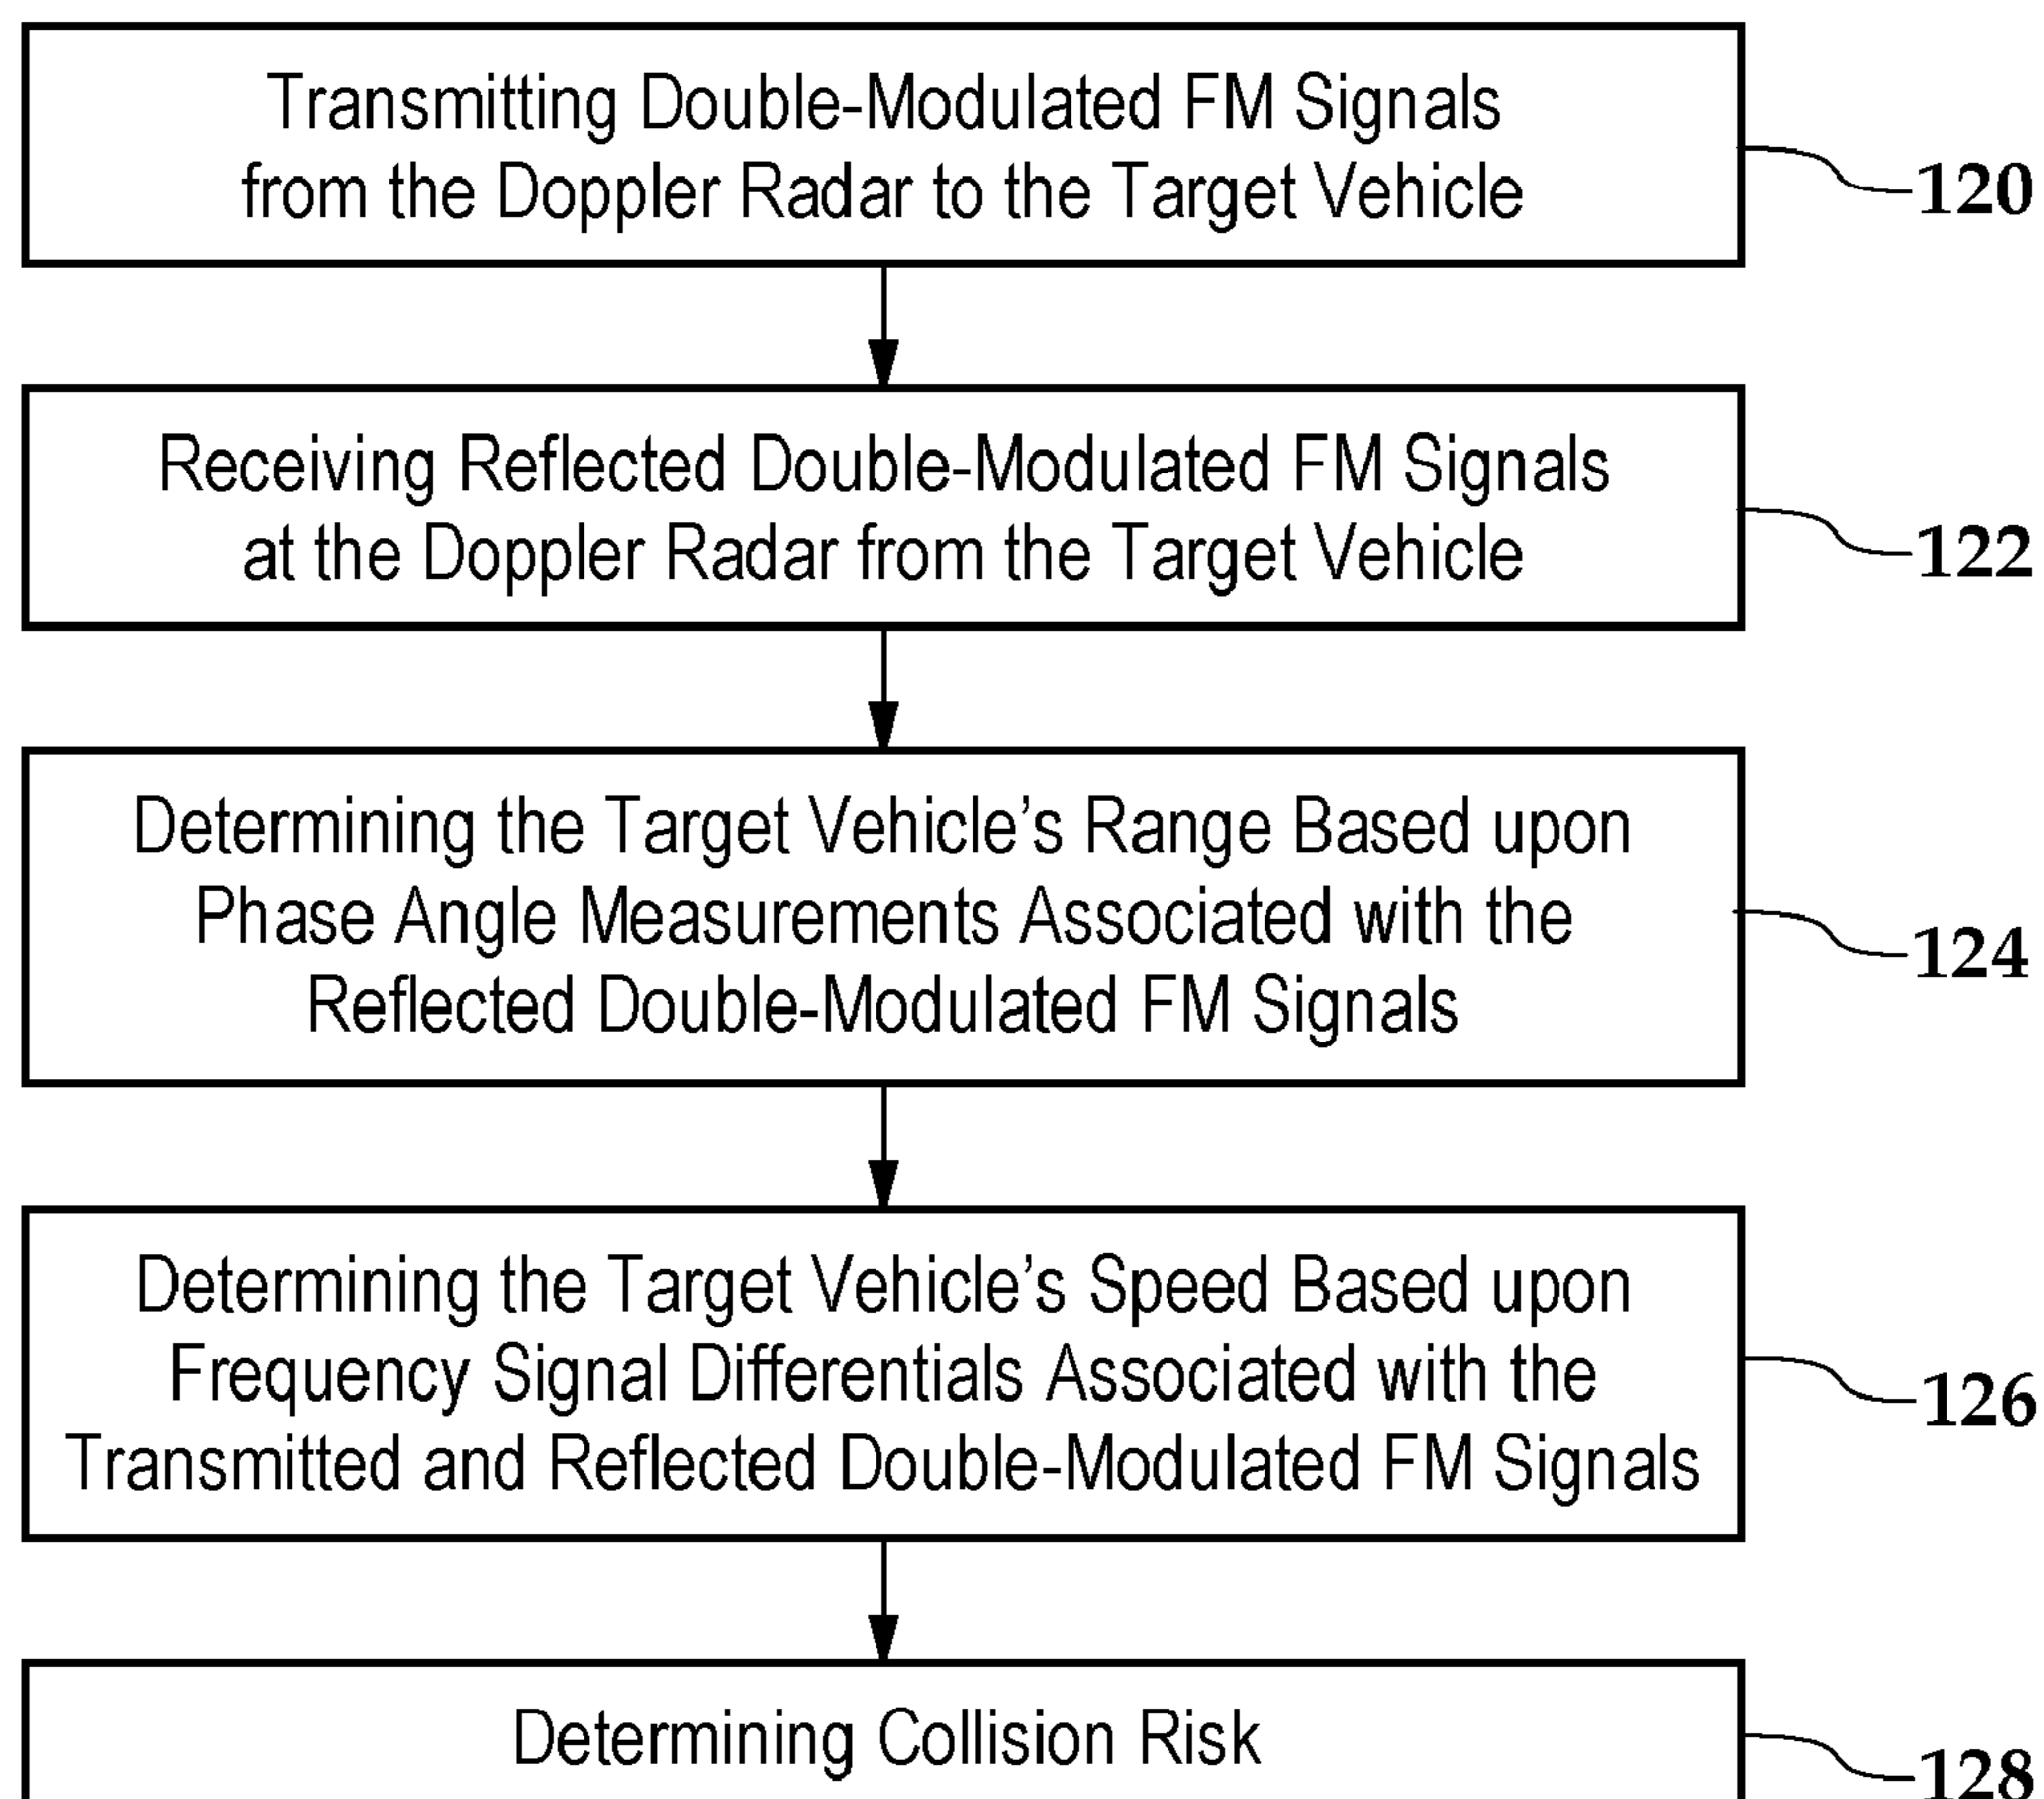 Transmitting Double-Modulated FM Signals
from the Doppler Radar to the Target Vehicle
120
Receiving Reflected Double-Modulated FM Signals
at the Doppler Radar from the Target Vehicle
122
Determining the Target Vehicle's Range Based upon
Phase Angle Measurements Associated with the
Reflected Double-Modulated FM Signals
124
Determining the Target Vehicle's Speed Based upon
Frequency Signal Differentials Associated with the
Transmitted and Reflected Double-Modulated FM Signals
126
Determining Collision Risk
128